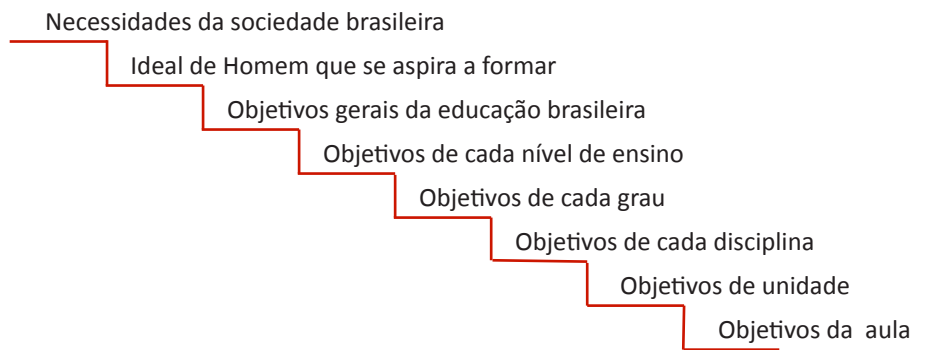 Necessidades da sociedade brasileira
Ideal de Homem que se aspira a formar
Objetivos gerais da educação brasileira
Objetivos de cada nível de ensino
Objetivos de cada grau
Objetivos de cada disciplina
Objetivos de unidade
Objetivos da aula